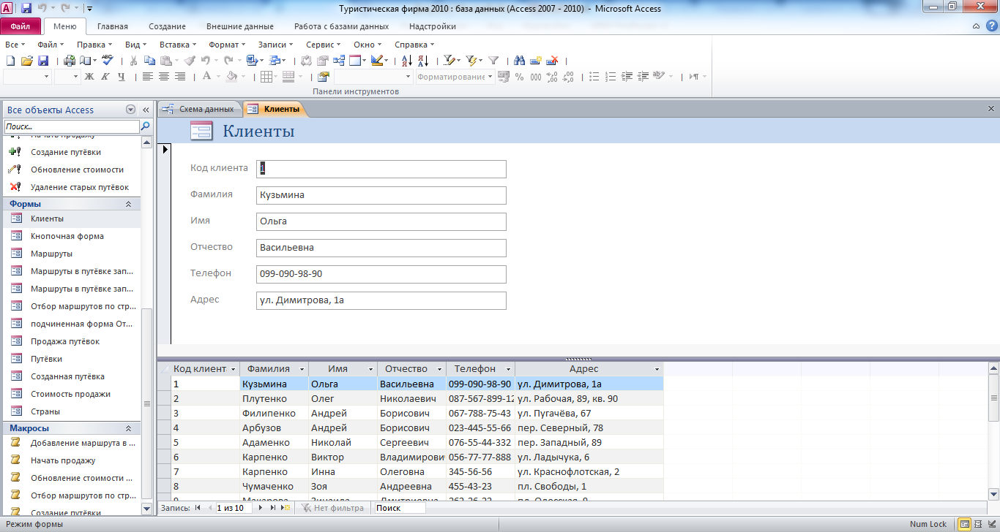 Туристическая фирма 2010 : база данных (Access 2007 - 2010) - Microsoft Access
Файл Меню Главная Создание Внешние данные Работа с базами данных Надстройки
Все Файл Правка Вид Вставка Формат Записи Сервис Окно Справка
Ж К Ч А Форматирование % 000
Панели инструментов
Все объекты Access
Поиск...
Начать продажу
Создание путёвки
Обновление стоимости
Удаление старых путёвок
Формы
Клиенты
Кнопочная форма
Маршруты
Маршруты в путёвке зап...
Маршруты в путёвке зап...
Отбор маршрутов по стр...
подчиненная форма От...
Продажа путёвок
Путёвки
Созданная путёвка
Стоимость продажи
Страны
Макросы
Добавление маршрута в ...
Начать продажу
Обновление стоимости ...
Отбор маршрутов по стр...
Создание путёвки
Схема данных Клиенты
Клиенты
Код клиента 1
Фамилия Кузьмина
Имя Ольга
Отчество Васильевна
Телефон 099-090-98-90
Адрес ул. Димитрова, 1а
Код клиент Фамилия Имя Отчество Телефон Адрес
1 Кузьмина Ольга Васильевна 099-090-98-90 ул. Димитрова, 1а
2 Плутенко Олег Николаевич 087-567-899-12 ул. Рабочая, 89, кв. 90
3 Филипенко Андрей Борисович 067-788-75-43 ул. Пугачёва, 67
4 Арбузов Андрей Борисович 023-445-55-66 пер. Северный, 78
5 Адаменко Николай Сергеевич 076-55-44-332 пер. Западный, 89
6 Карпенко Виктор Владимирови 056-77-77-888 ул. Ладычука, 6
7 Карпенко Инна Олеговна 345-56-56 ул. Краснофлотская, 2
8 Чумаченко Зоя Андреевна 455-43-23 пл. Свободы, 1
9 Макарова Зинаида Дмитриевна
Запись: 1 из 10 Нет фильтра Поиск
Режим формы Num Lock